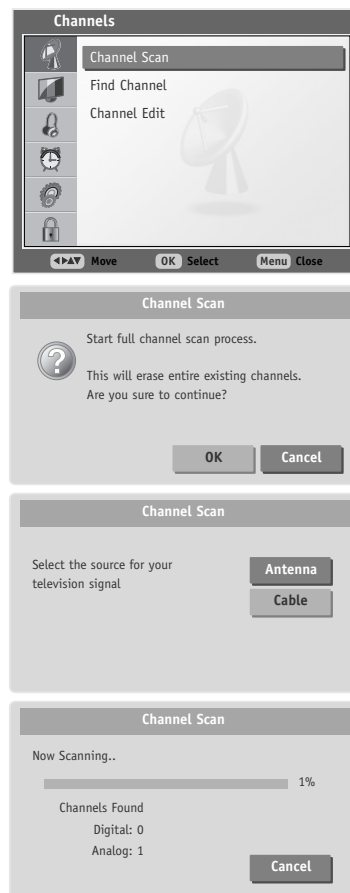 Channels
Channel Scan
Find Channel
Channel Edit
Move OK Select Menu Close
Channel Scan
Start full channel scan process.
This will erase entire existing channels.
Are you sure to continue?
OK Cancel
Channel Scan
Select the source for your
television signal
Antenna
Cable
Channel Scan
Now Scanning..
1%
Channels Found
Digital: 0
Analog: 1
Cancel